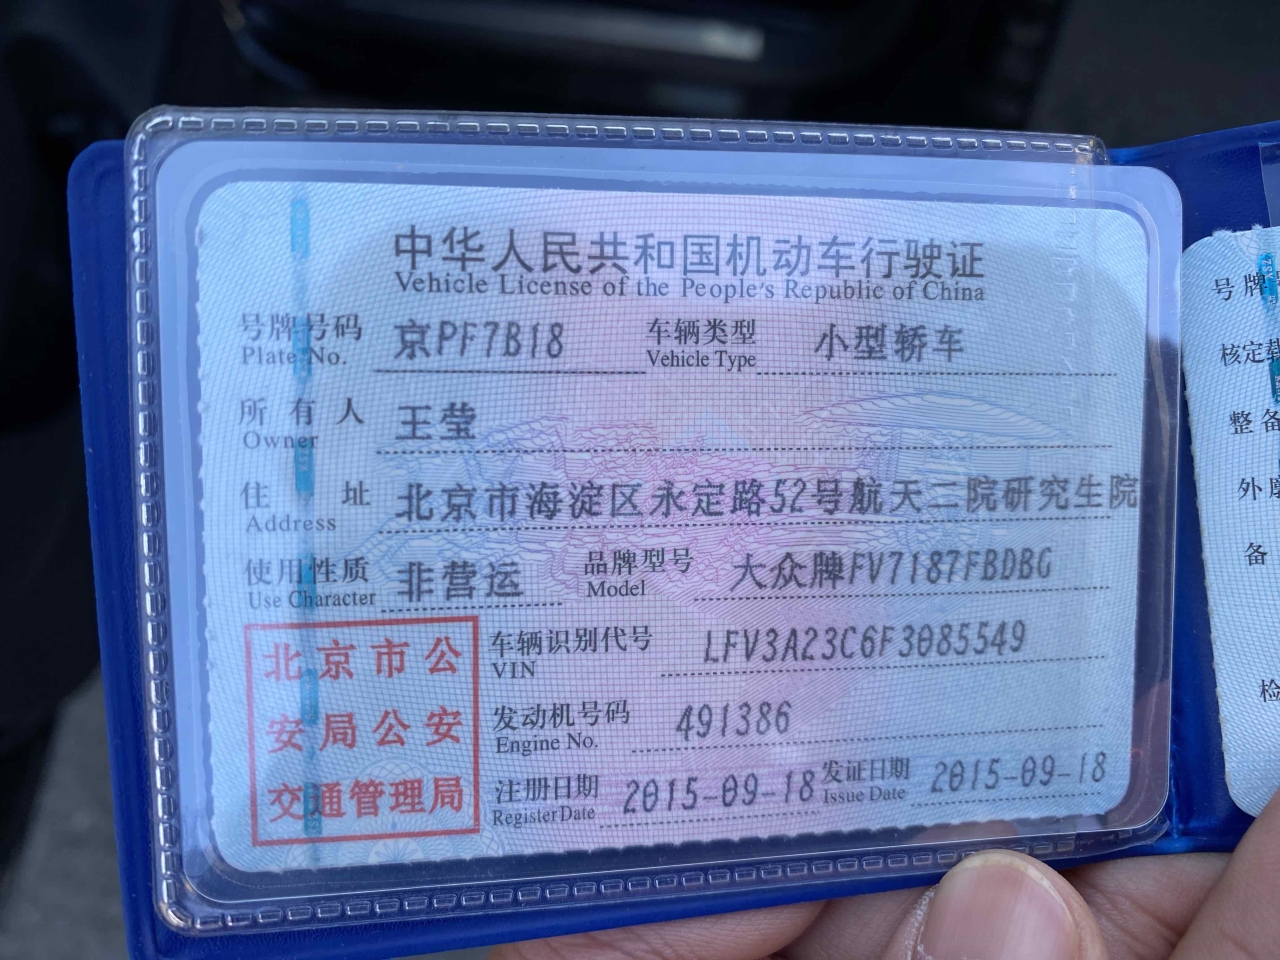 中华人民共和国机动车行驶证
Vehicle License of the People's Republic of China
号牌号码 京PF7B18 车辆类型 小型轿车
Plate No. Vehicle Type
所有人 王莹
Owner
住址 北京市海淀区永定路52号航天二院研究生院
Address
使用性质 非营运 品牌型号 大众牌FV7187FBDBG
Use Character Model
北京市公
安局公安
交通管理局
车辆识别代号 LFV3A23C6F3085549
VIN
发动机号码 491386
Engine No.
注册日期 2015-09-18 发证日期 2015-09-18
Register Date Issue Date
号牌
核定
整备
外
备
检